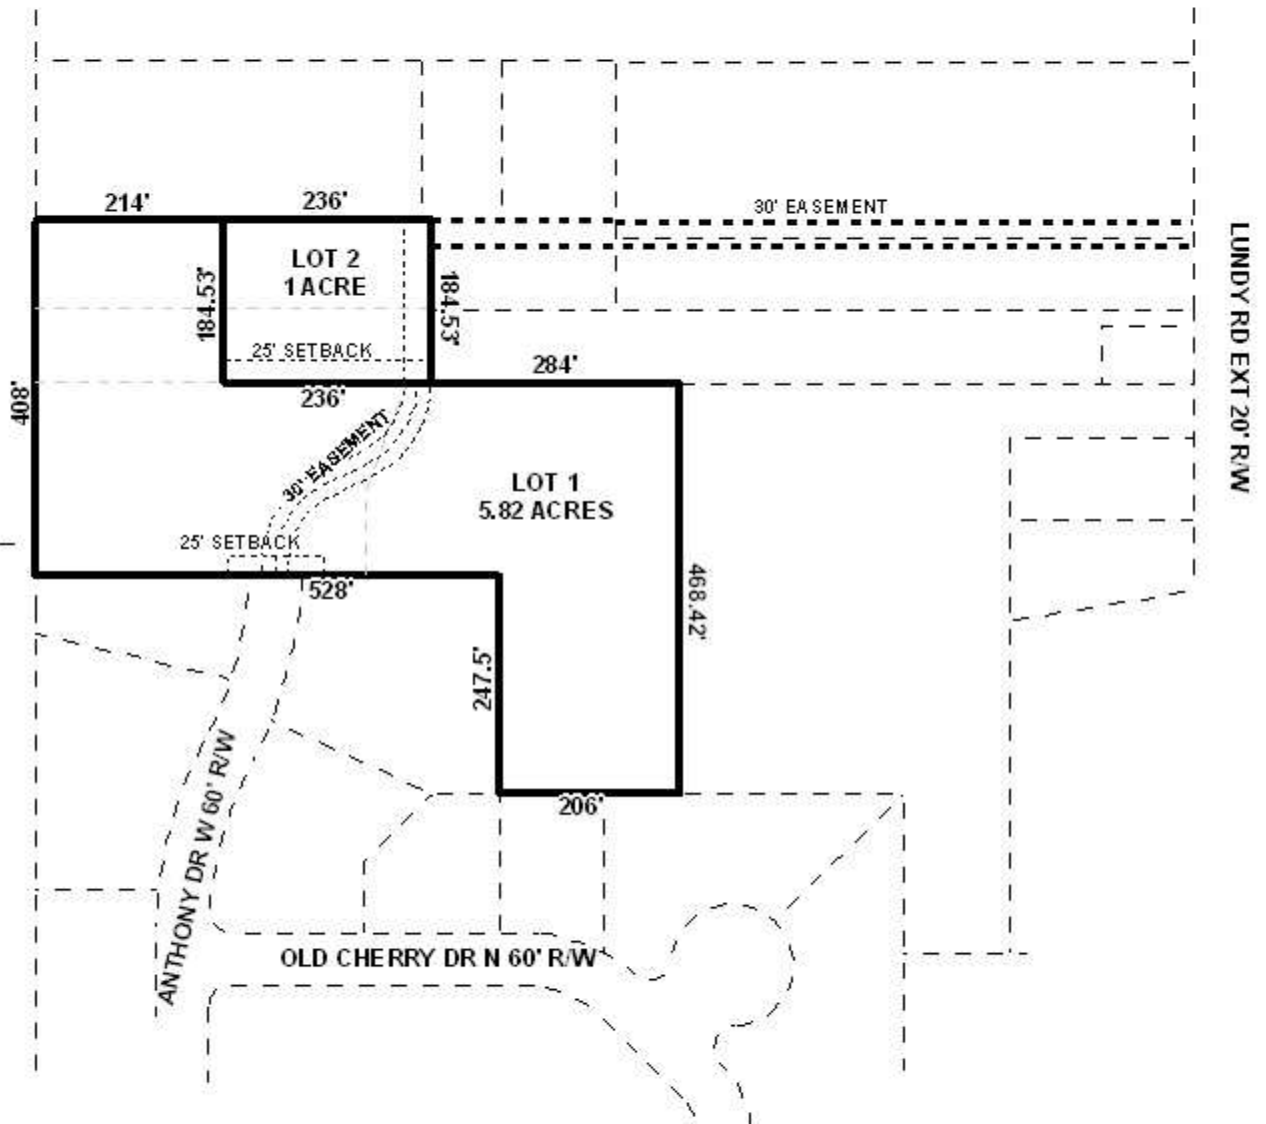 214'
236'
30' EASEMENT
LOT 2
1 ACRE
184.53'
184.53'
25' SETBACK
284'
236'
408'
30' EASEMENT
LUNDY RD EXT 20' R/W
LOT 1
5.82 ACRES
25' SETBACK
528'
468.42'
247.5'
206'
ANTHONY DR W 60' R/W
OLD CHERRY DR N 60' R/W